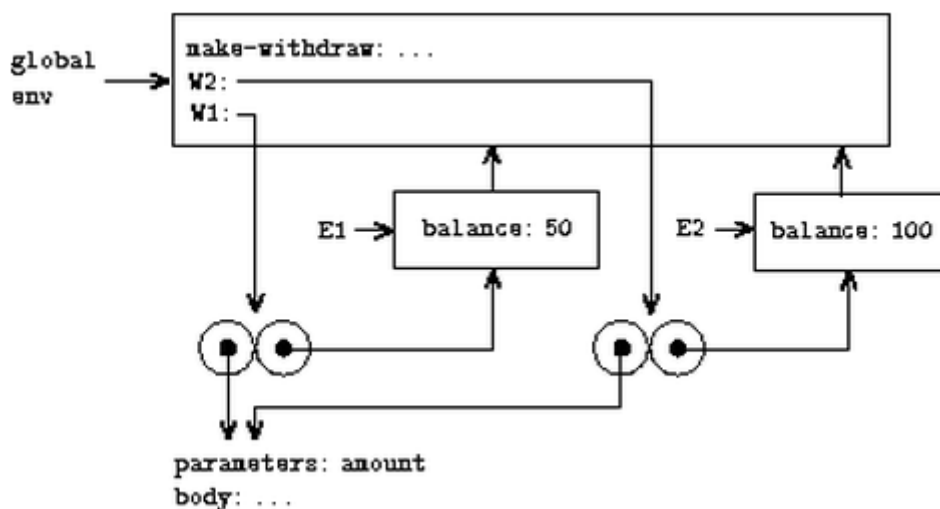 make-withdraw: ...
global
env
W2:
W1:
E1
balance: 50
E2
balance: 100
parameters: amount
body: ...